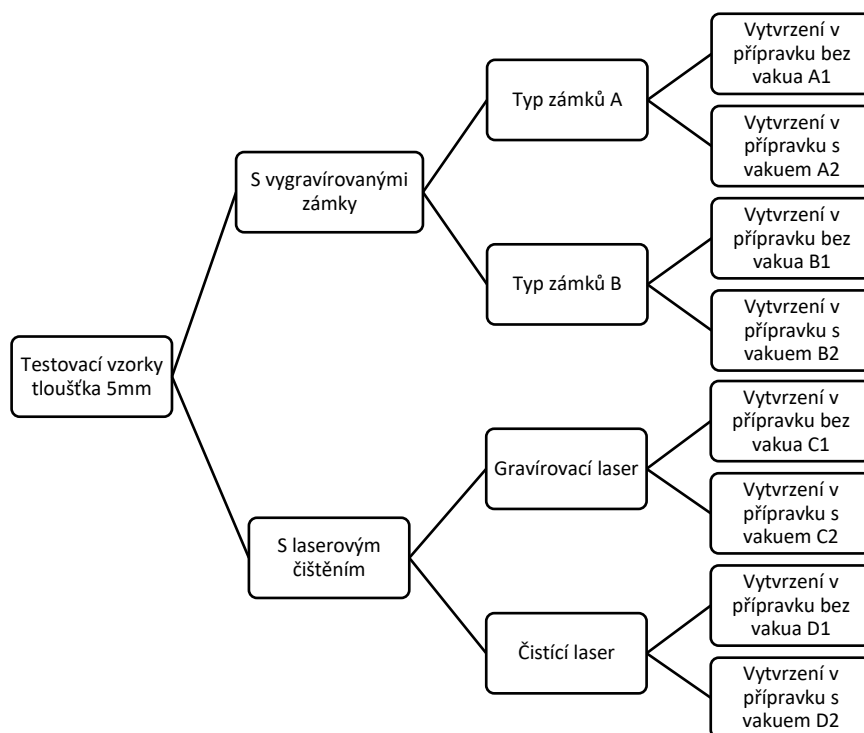 Testovací vzorky
tloušťka 5mm
S vygravírovanými
zámky
Typ zámků A
Vytvrzení v
přípravku bez
vakua A1
Vytvrzení v
přípravku s
vakuem A2
Typ zámků B
Vytvrzení v
přípravku bez
vakua B1
Vytvrzení v
přípravku s
vakuem B2
S laserovým
čištěním
Gravírovací laser
Vytvrzení v
přípravku bez
vakua C1
Vytvrzení v
přípravku s
vakuem C2
Čistící laser
Vytvrzení v
přípravku bez
vakua D1
Vytvrzení v
přípravku s
vakuem D2